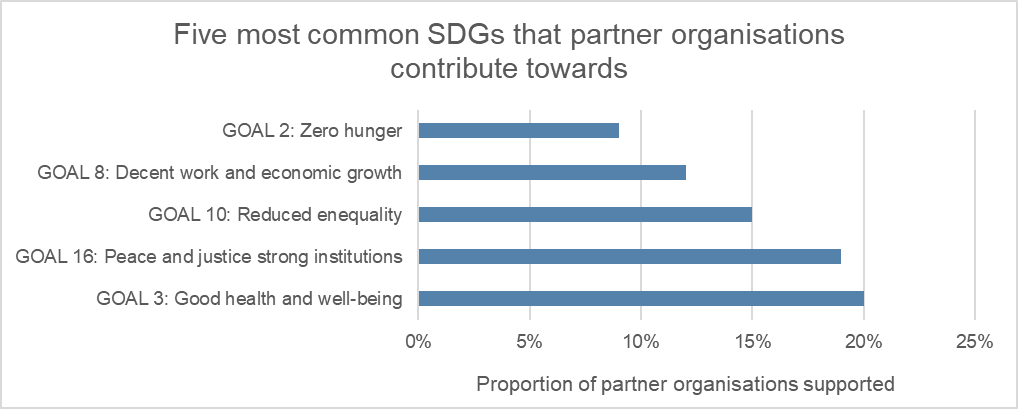 Five most common SDGs that partner organisations
contribute towards
GOAL 2: Zero hunger
GOAL 8: Decent work and economic growth
GOAL 10: Reduced enequality
GOAL 16: Peace and justice strong institutions
GOAL 3: Good health and well-being
0% 5% 10% 15% 20% 25%
Proportion of partner organisations supported